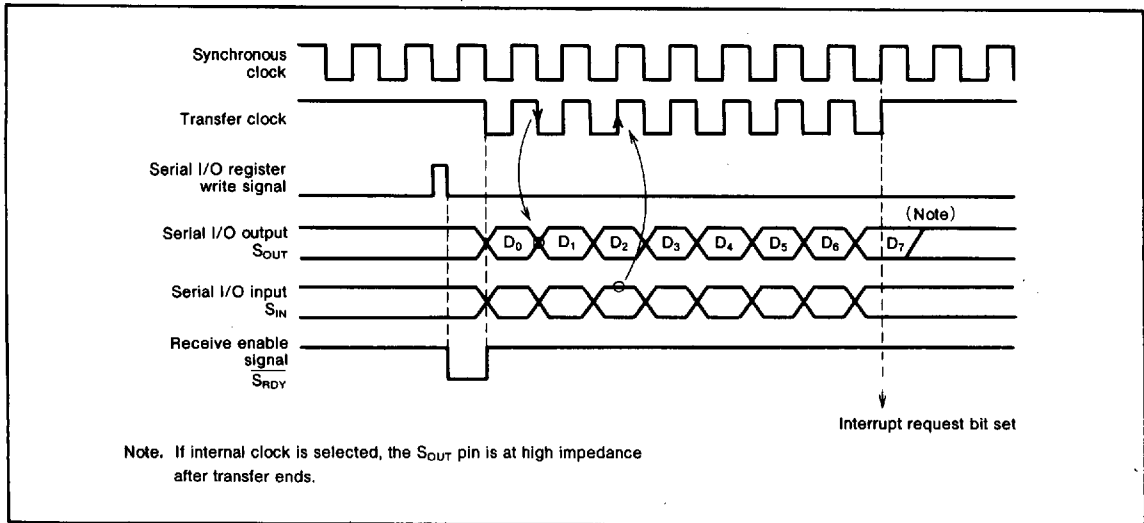 Synchronous
clock
Transfer clock
Serial I/O register
write signal
(Note)
Serial I/O output
SOUT
D0 D1 D2 D3 D4 D5 D6 D7
Serial I/O input
SIN
Receive enable
signal
SRDY
Interrupt request bit set
Note. If internal clock is selected, the SOUT pin is at high impedance
after transfer ends.